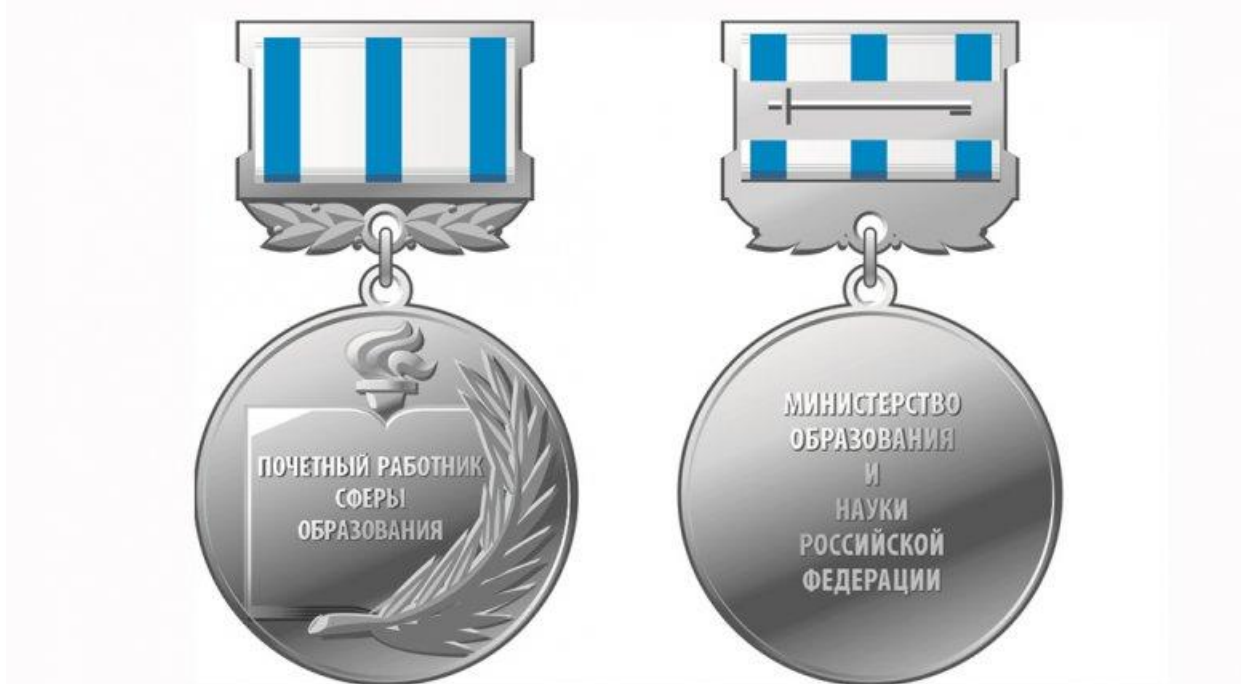 ПОЧЕТНЫЙ РАБОТНИК
СФЕРЫ
ОБРАЗОВАНИЯ
МИНИСТЕРСТВО
ОБРАЗОВАНИЯ
И
НАУКИ
РОССИЙСКОЙ
ФЕДЕРАЦИИ